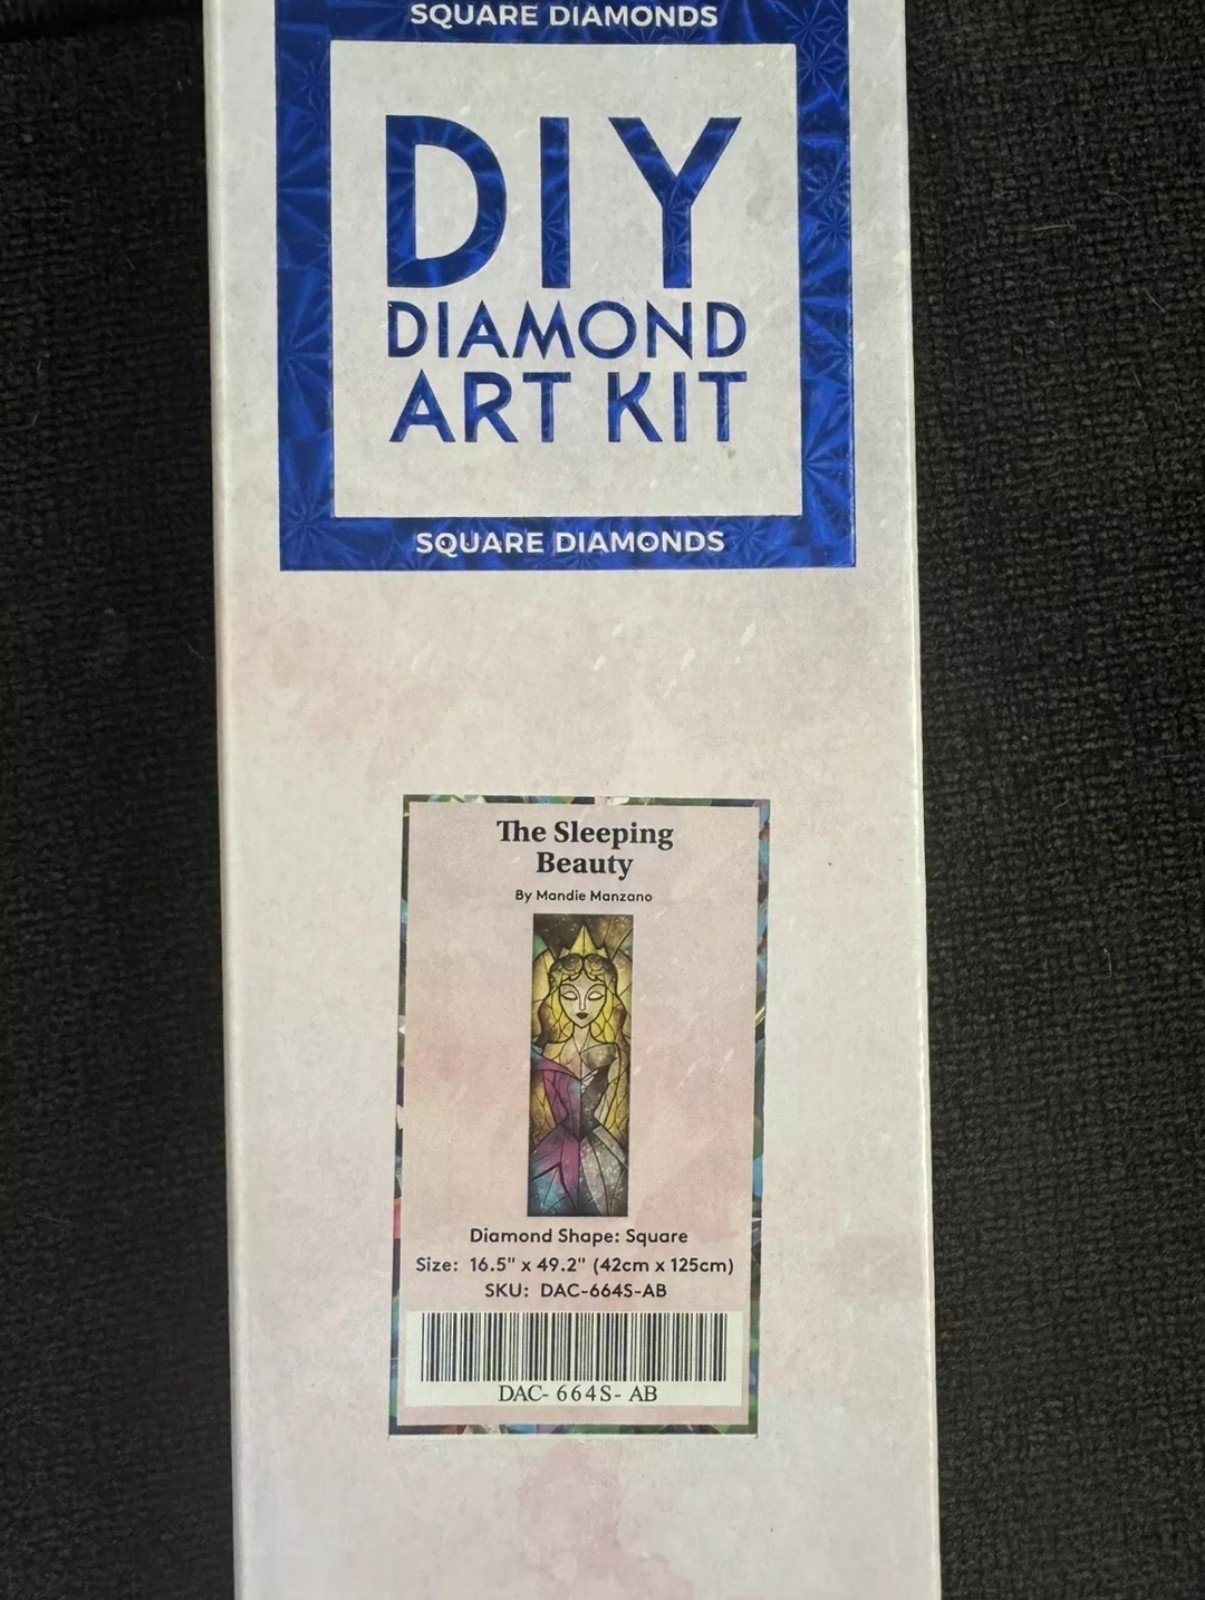 SQUARE DIAMONDS
DIY
DIAMOND
ART KIT
SQUARE DIAMONDS
The Sleeping
Beauty
By Mandie Manzano
Diamond Shape: Square
Size: 16.5" x 49.2" (42cm x 125cm)
SKU: DAC-664S-AB
DAC- 664S- AB